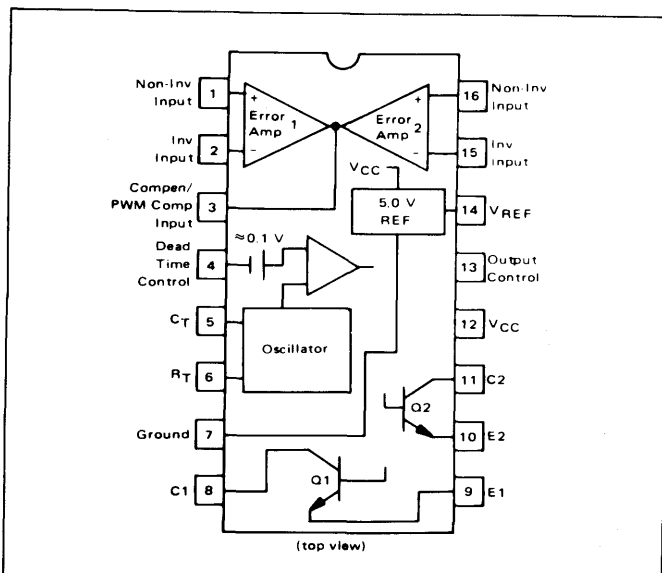 Non-Inv
Input
1
+
Error
Amp 1
-
Inv
Input
2
Compen/
PWM Comp
Input
3
Dead
Time
Control
4
≈0.1 V
CT
5
RT
6
Oscillator
Ground
7
C1
8
Q1
+
Error
Amp 2
-
16
Non-Inv
Input
15
Inv
Input
VCC
5.0 V
REF
14
VREF
13
Output
Control
12
VCC
11
C2
Q2
10
E2
9
E1
(top view)